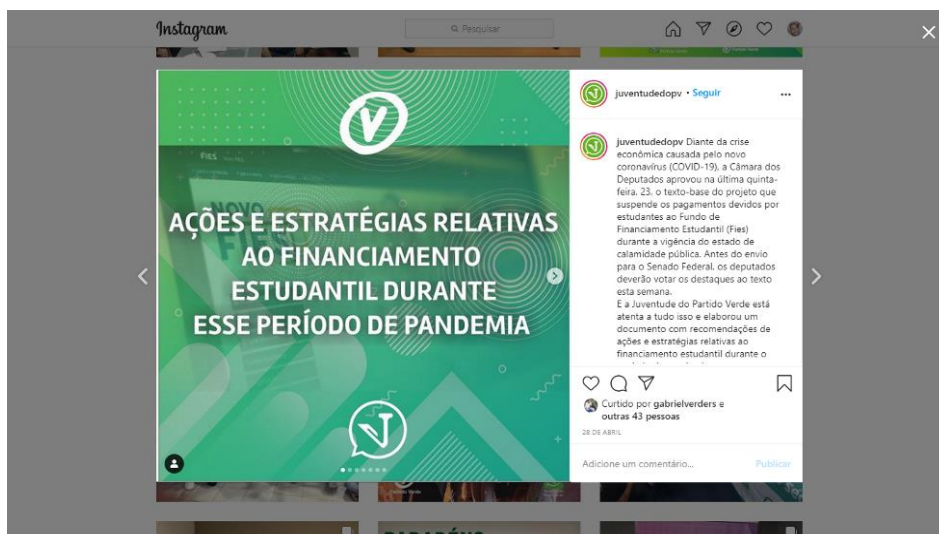 Instagram
Pesquisar
V
FIES
NOVO
FIES
AÇÕES E ESTRATÉGIAS RELATIVAS
AO FINANCIAMENTO
ESTUDANTIL DURANTE
ESSE PERÍODO DE PANDEMIA
J
juventudedopv • Seguir
juventudedopv Diante da crise
econômica causada pelo novo
coronavírus (COVID-19), a Câmara dos
Deputados aprovou na última quinta-
feira, 23, o texto-base do projeto que
suspende os pagamentos devidos por
estudantes ao Fundo de
Financiamento Estudantil (Fies)
durante a vigência do estado de
calamidade pública. Antes do envio
para o Senado Federal, os deputados
deverão votar os destaques ao texto
esta semana.
E a Juventude do Partido Verde está
atenta a tudo isso e elaborou um
documento com recomendações de
ações e estratégias relativas ao
financiamento estudantil durante o
Curtido por gabrielverders e
outras 43 pessoas
28 DE ABRIL
Adicione um comentário... Publicar